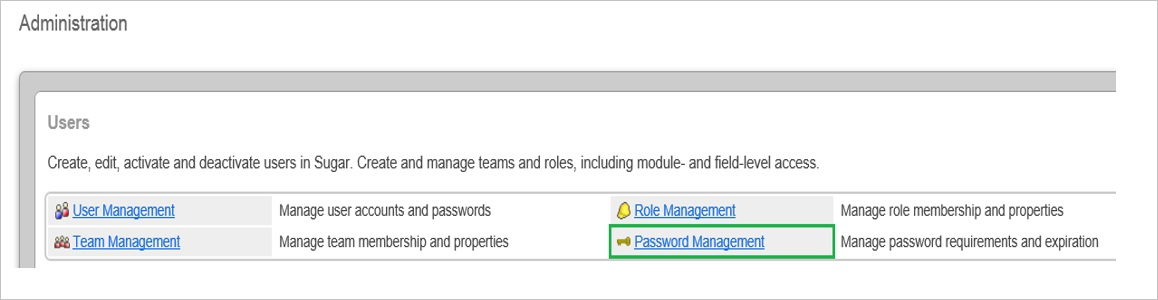 Administration
Users
Create, edit, activate and deactivate users in Sugar. Create and manage teams and roles, including module- and field-level access.
User Management Manage user accounts and passwords Role Management Manage role membership and properties
Team Management Manage team membership and properties Password Management Manage password requirements and expiration